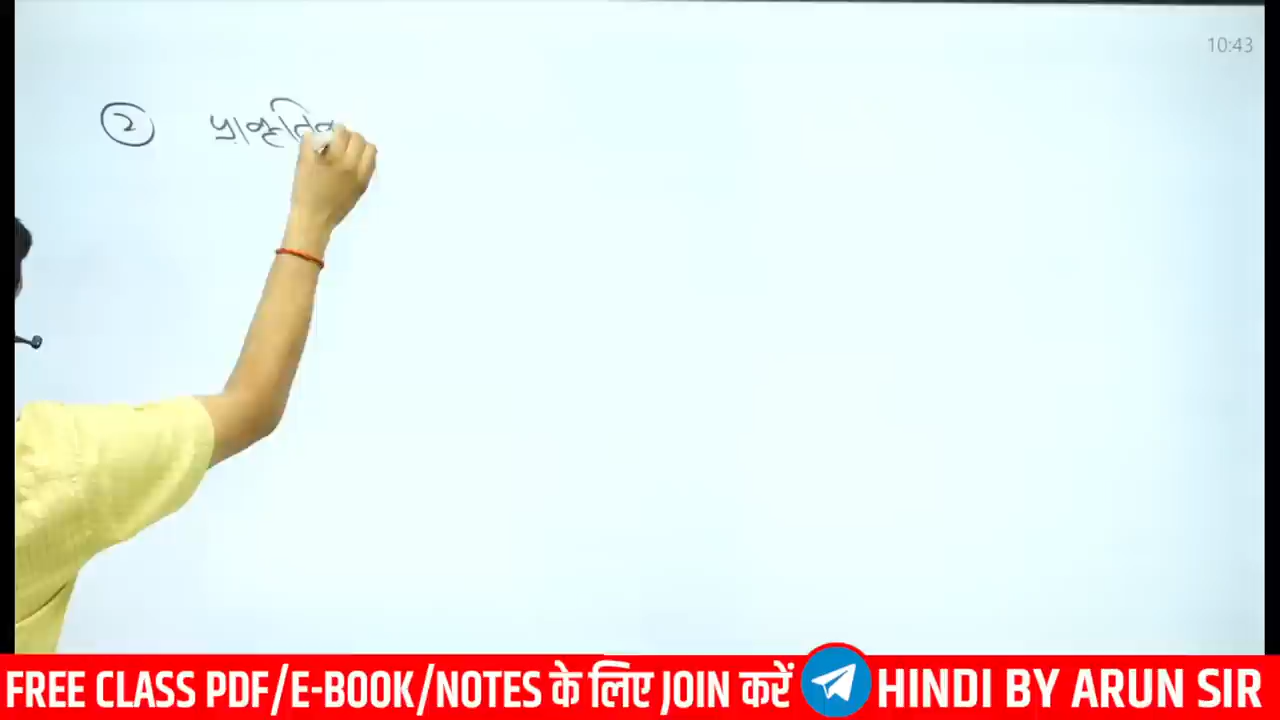 10:43
② प्राकृतिक
FREE CLASS PDF/E-BOOK/NOTES के लिए JOIN करें HINDI BY ARUN SIR